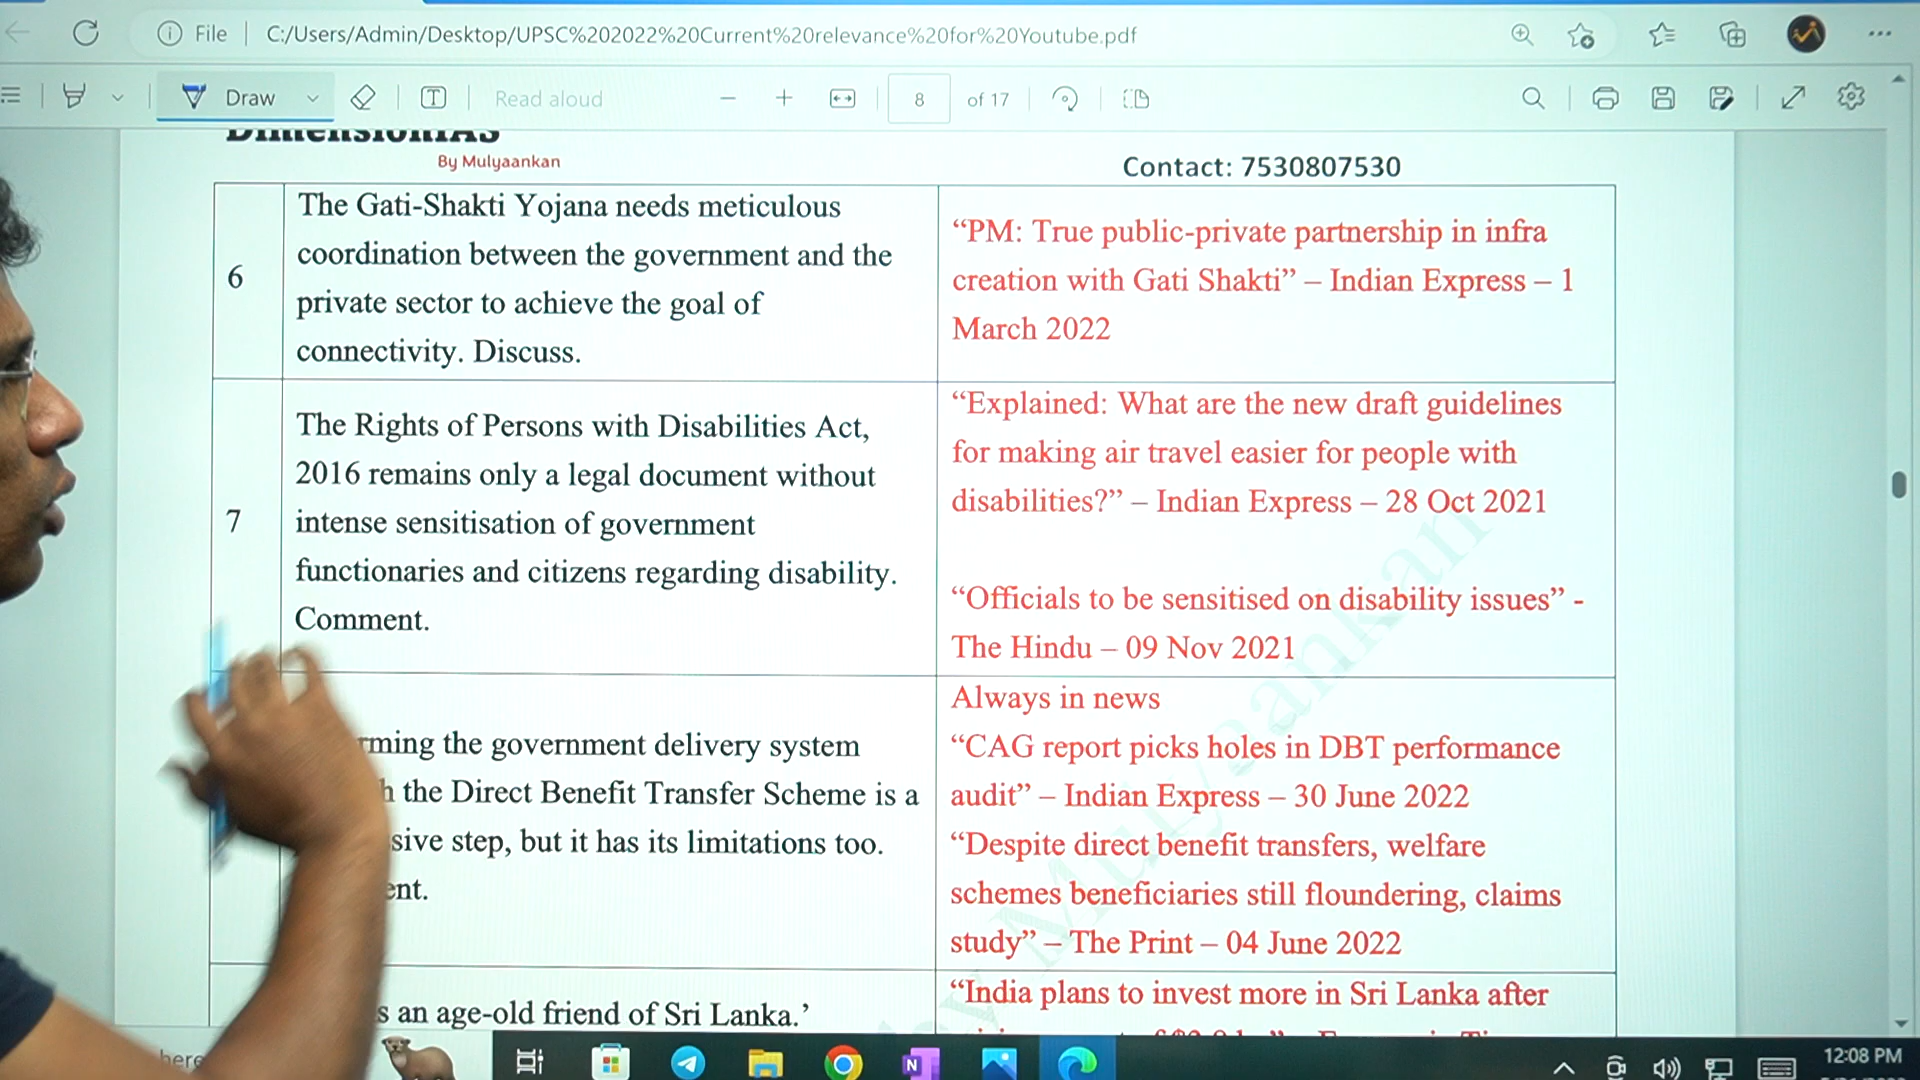 File
C:/Users/Admin/Desktop/UPSC%202022%20Current%20relevance%20for%20Youtube.pdf
Draw
T
Read aloud
8
of 17
DimensionIAS
By Mulyaankan
Contact: 7530807530
6
The Gati-Shakti Yojana needs meticulous
coordination between the government and the
private sector to achieve the goal of
connectivity. Discuss.
“PM: True public-private partnership in infra
creation with Gati Shakti” – Indian Express – 1
March 2022
7
The Rights of Persons with Disabilities Act,
2016 remains only a legal document without
intense sensitisation of government
functionaries and citizens regarding disability.
Comment.
“Explained: What are the new draft guidelines
for making air travel easier for people with
disabilities?” – Indian Express – 28 Oct 2021
“Officials to be sensitised on disability issues” -
The Hindu – 09 Nov 2021
rming the government delivery system
h the Direct Benefit Transfer Scheme is a
sive step, but it has its limitations too.
ent.
Always in news
“CAG report picks holes in DBT performance
audit” – Indian Express – 30 June 2022
“Despite direct benefit transfers, welfare
schemes beneficiaries still floundering, claims
study” – The Print – 04 June 2022
s an age-old friend of Sri Lanka.’
“India plans to invest more in Sri Lanka after
by Mulyaankan
here
N
12:08 PM